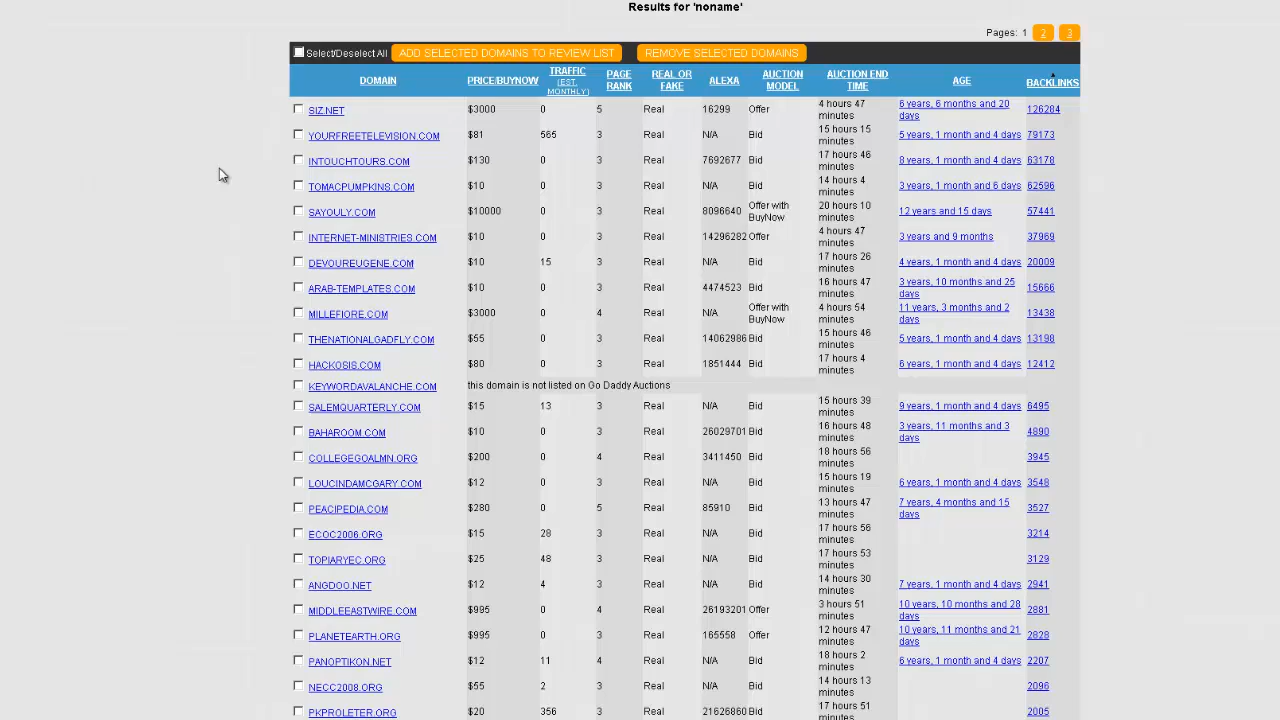 Results for 'noname'
Pages: 1 2 3
Select/Deselect All ADD SELECTED DOMAINS TO REVIEW LIST REMOVE SELECTED DOMAINS
DOMAIN PRICE/BUYNOW TRAFFIC (EST. MONTHLY) PAGE RANK REAL OR FAKE ALEXA AUCTION MODEL AUCTION END TIME AGE BACKLINKS
SIZ.NET $3000 0 5 Real 16299 Offer 4 hours 47 minutes 6 years, 6 months and 20 days 126284
YOURFREETELEVISION.COM $81 565 3 Real N/A Bid 15 hours 15 minutes 5 years, 1 month and 4 days 79173
INTOUCHTOURS.COM $130 0 3 Real 7692677 Bid 17 hours 46 minutes 8 years, 1 month and 4 days 63178
TOMACPUMPKINS.COM $10 0 3 Real N/A Bid 14 hours 4 minutes 3 years, 1 month and 6 days 62596
SAYOULY.COM $10000 0 3 Real 8096640 Offer with BuyNow 20 hours 10 minutes 12 years and 15 days 57441
INTERNET-MINISTRIES.COM $10 0 3 Real 14296282 Offer 4 hours 47 minutes 3 years and 9 months 37969
DEVOUREUGENE.COM $10 15 3 Real N/A Bid 17 hours 26 minutes 4 years, 1 month and 4 days 20009
ARAB-TEMPLATES.COM $10 0 3 Real 4474523 Bid 16 hours 47 minutes 3 years, 10 months and 25 days 15666
MILLEFIORE.COM $3000 0 4 Real Offer with BuyNow 4 hours 54 minutes 11 years, 3 months and 2 days 13438
THENATIONALGADFLY.COM $55 0 3 Real 14062986 Bid 15 hours 46 minutes 5 years, 1 month and 4 days 13198
HACKOSIS.COM $80 0 3 Real 1851444 Bid 17 hours 4 minutes 6 years, 1 month and 4 days 12412
KEYWORDAVALANCHE.COM this domain is not listed on Go Daddy Auctions
SALEMQUARTERLY.COM $15 13 3 Real N/A Bid 15 hours 39 minutes 9 years, 1 month and 4 days 6495
BAHAROOM.COM $10 0 3 Real 26029701 Bid 16 hours 48 minutes 3 years, 11 months and 3 days 4890
COLLEGEGOALMN.ORG $200 0 4 Real 3411450 Bid 18 hours 56 minutes 3945
LOUCINDAMCGARY.COM $12 0 3 Real N/A Bid 15 hours 19 minutes 6 years, 1 month and 4 days 3548
PEACIPEDIA.COM $280 0 5 Real 85910 Bid 13 hours 47 minutes 7 years, 4 months and 15 days 3527
ECOC2006.ORG $15 28 3 Real N/A Bid 17 hours 56 minutes 3214
TOPIARYEC.ORG $25 48 3 Real N/A Bid 17 hours 53 minutes 3129
ANGDOO.NET $12 4 3 Real N/A Bid 14 hours 30 minutes 7 years, 1 month and 4 days 2941
MIDDLEEASTWIRE.COM $995 0 4 Real 26193201 Offer 3 hours 51 minutes 10 years, 10 months and 28 days 2881
PLANETEARTH.ORG $995 0 3 Real 165558 Offer 12 hours 47 minutes 10 years, 11 months and 21 days 2828
PANOPTIKON.NET $12 11 4 Real N/A Bid 18 hours 2 minutes 6 years, 1 month and 4 days 2207
NECC2008.ORG $55 2 3 Real N/A Bid 14 hours 13 minutes 2096
PKPROLETER.ORG $20 356 3 Real 21626860 Bid 17 hours 51 minutes 2005